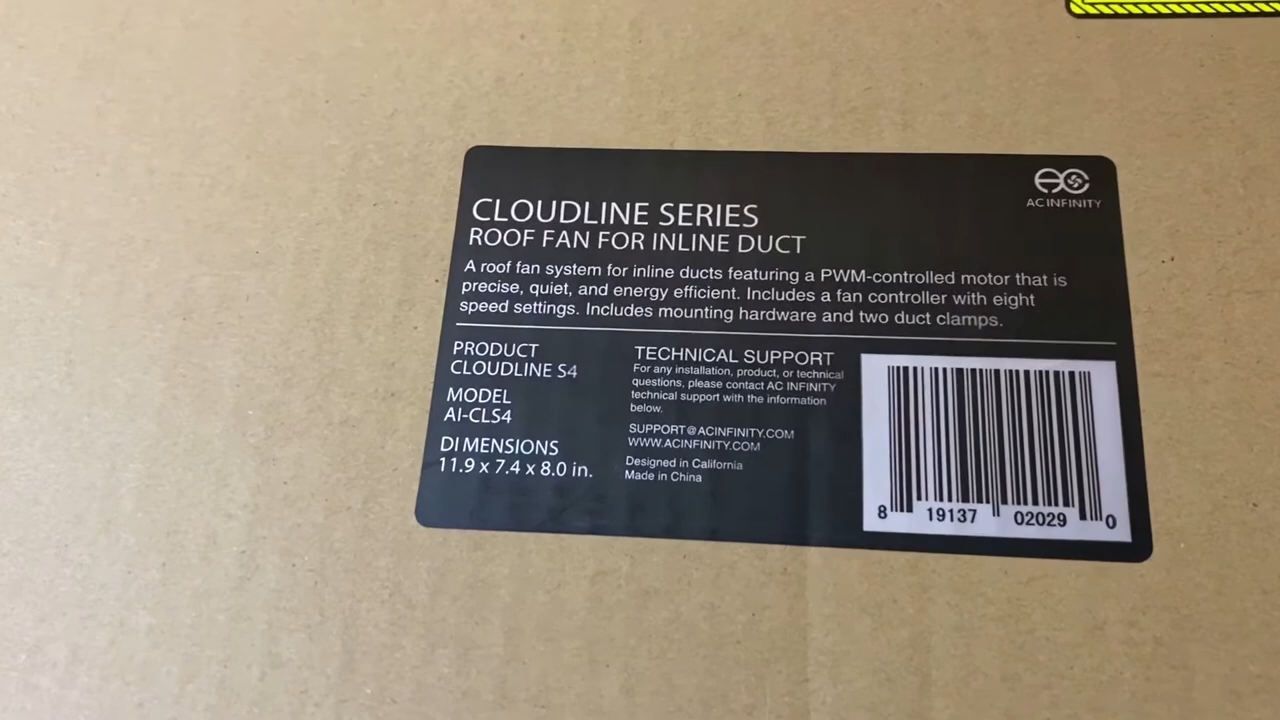 AC INFINITY
CLOUDLINE SERIES
ROOF FAN FOR INLINE DUCT
A roof fan system for inline ducts featuring a PWM-controlled motor that is
precise, quiet, and energy efficient. Includes a fan controller with eight
speed settings. Includes mounting hardware and two duct clamps.
PRODUCT
CLOUDLINE S4
MODEL
AI-CLS4
DIMENSIONS
11.9 x 7.4 x 8.0 in.
TECHNICAL SUPPORT
For any installation, product, or technical
questions, please contact AC INFINITY
technical support with the information
below.
SUPPORT@ACINFINITY.COM
WWW.ACINFINITY.COM
Designed in California
Made in China
8 19137 02029 0